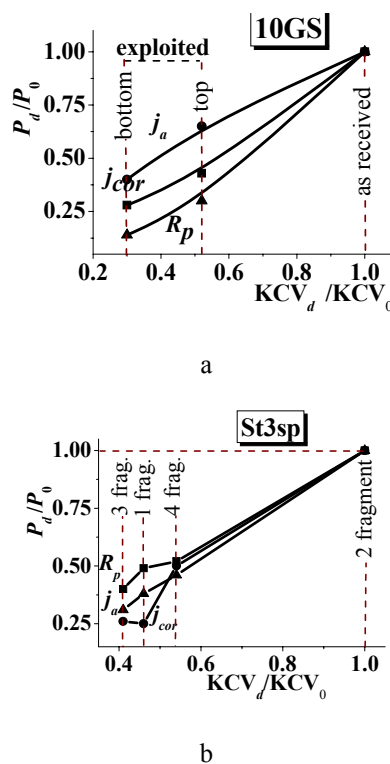 10GS
exploited
1.00
0.75
0.50
0.25
P_d/P_0
bottom
top
as received
j_a
j_cor
R_p
0.2 0.4 0.6 0.8 1.0
KCV_d /KCV_0
a
St3sp
1.00
0.75
0.50
0.25
P_d/P_0
3 frag.
1 frag.
4 frag.
2 fragment
R_p
j_a
j_cor
0.4 0.6 0.8 1.0
KCV_d/KCV_0
b